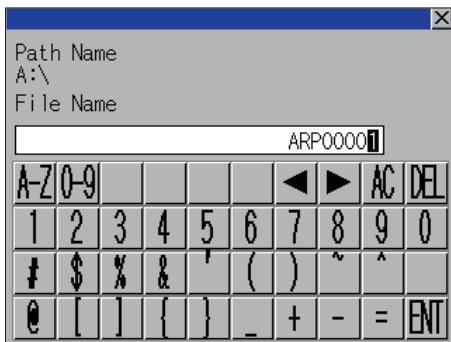 Path Name
A:\
File Name
ARP00001
A-Z 0-9 ◀ ▶ AC DEL
1 2 3 4 5 6 7 8 9 0
# $ % & ' ( ) ~ ^
@ [ ] { } _ + - = ENT